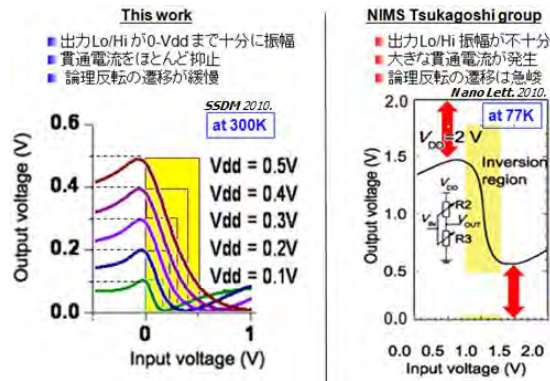 This work
出力Lo/Hiが0-Vddまで十分に振幅
貫通電流をほとんど抑止
論理反転の遷移が緩慢
SSDM 2010.
at 300K
0.6
0.4
0.2
0.0
Output voltage (V)
Vdd = 0.5V
Vdd = 0.4V
Vdd = 0.3V
Vdd = 0.2V
Vdd = 0.1V
0
1
Input voltage (V)
NIMS Tsukagoshi group
出力Lo/Hi 振幅が不十分
大きな貫通電流が発生
論理反転の遷移は急峻
Nano Lett. 2010.
at 77K
2.0
1.5
1.0
0.5
0.0
Output voltage (V)
VDD=2 V
Inversion
region
VDD
R2
VIN
VOUT
R3
0.0 0.5 1.0 1.5 2.0
Input voltage (V)